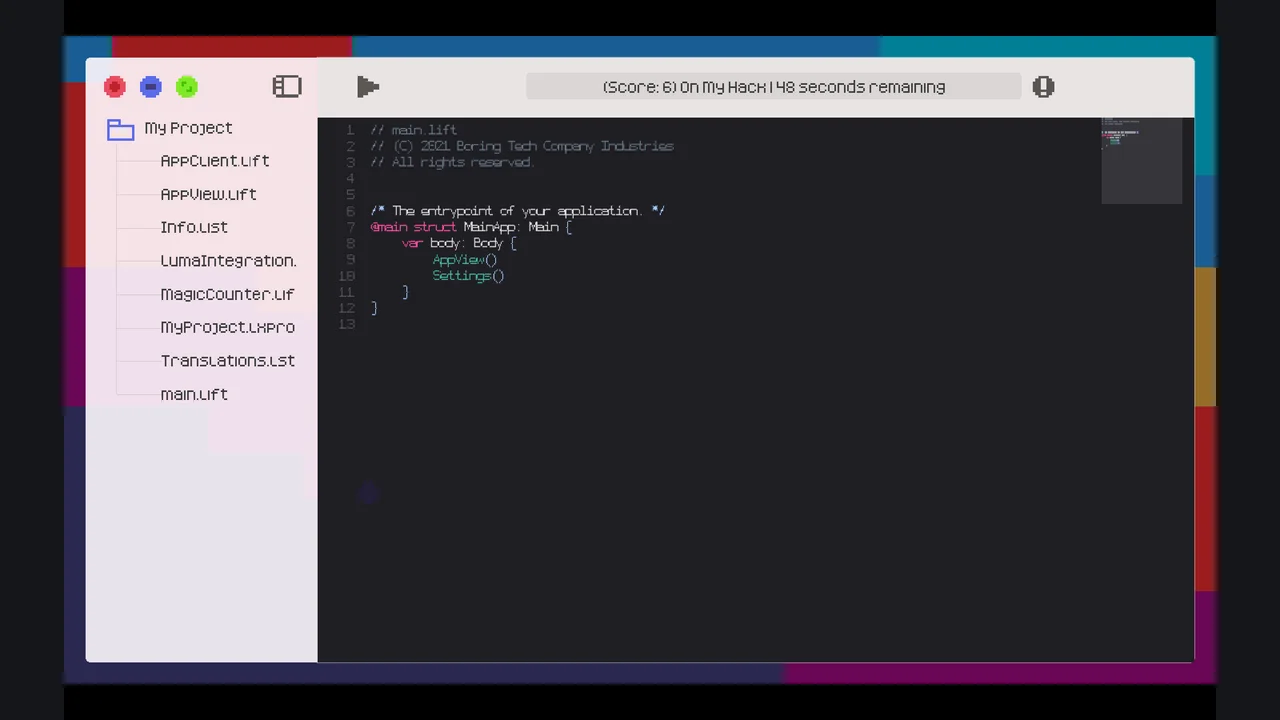 (Score: 6) On My Hack | 48 seconds remaining
My Project
AppClient.lift
AppView.lift
Info.list
LumaIntegration.
MagicCounter.lif
MyProject.lxpro
Translations.lst
main.lift
1 // main.lift
2 // (C) 2021 Boring Tech Company Industries
3 // All rights reserved.
4
5
6 /* The entrypoint of your application. */
7 @main struct MainApp: Main {
8 var body: Body {
9 AppView()
10 Settings()
11 }
12 }
13